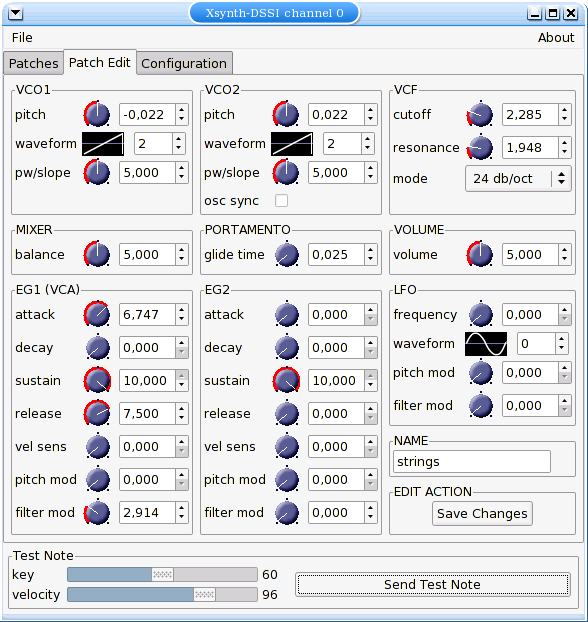 Xsynth-DSSI channel 0
File About
Patches Patch Edit Configuration
VCO1
pitch -0,022
waveform 2
pw/slope 5,000
VCO2
pitch 0,022
waveform 2
pw/slope 5,000
osc sync
VCF
cutoff 2,285
resonance 1,948
mode 24 db/oct
MIXER
balance 5,000
PORTAMENTO
glide time 0,025
VOLUME
volume 5,000
EG1 (VCA)
attack 6,747
decay 0,000
sustain 10,000
release 7,500
vel sens 0,000
pitch mod 0,000
filter mod 2,914
EG2
attack 0,000
decay 0,000
sustain 10,000
release 0,000
vel sens 0,000
pitch mod 0,000
filter mod 0,000
LFO
frequency 0,000
waveform 0
pitch mod 0,000
filter mod 0,000
NAME
strings
EDIT ACTION
Save Changes
Test Note
key 60
velocity 96
Send Test Note